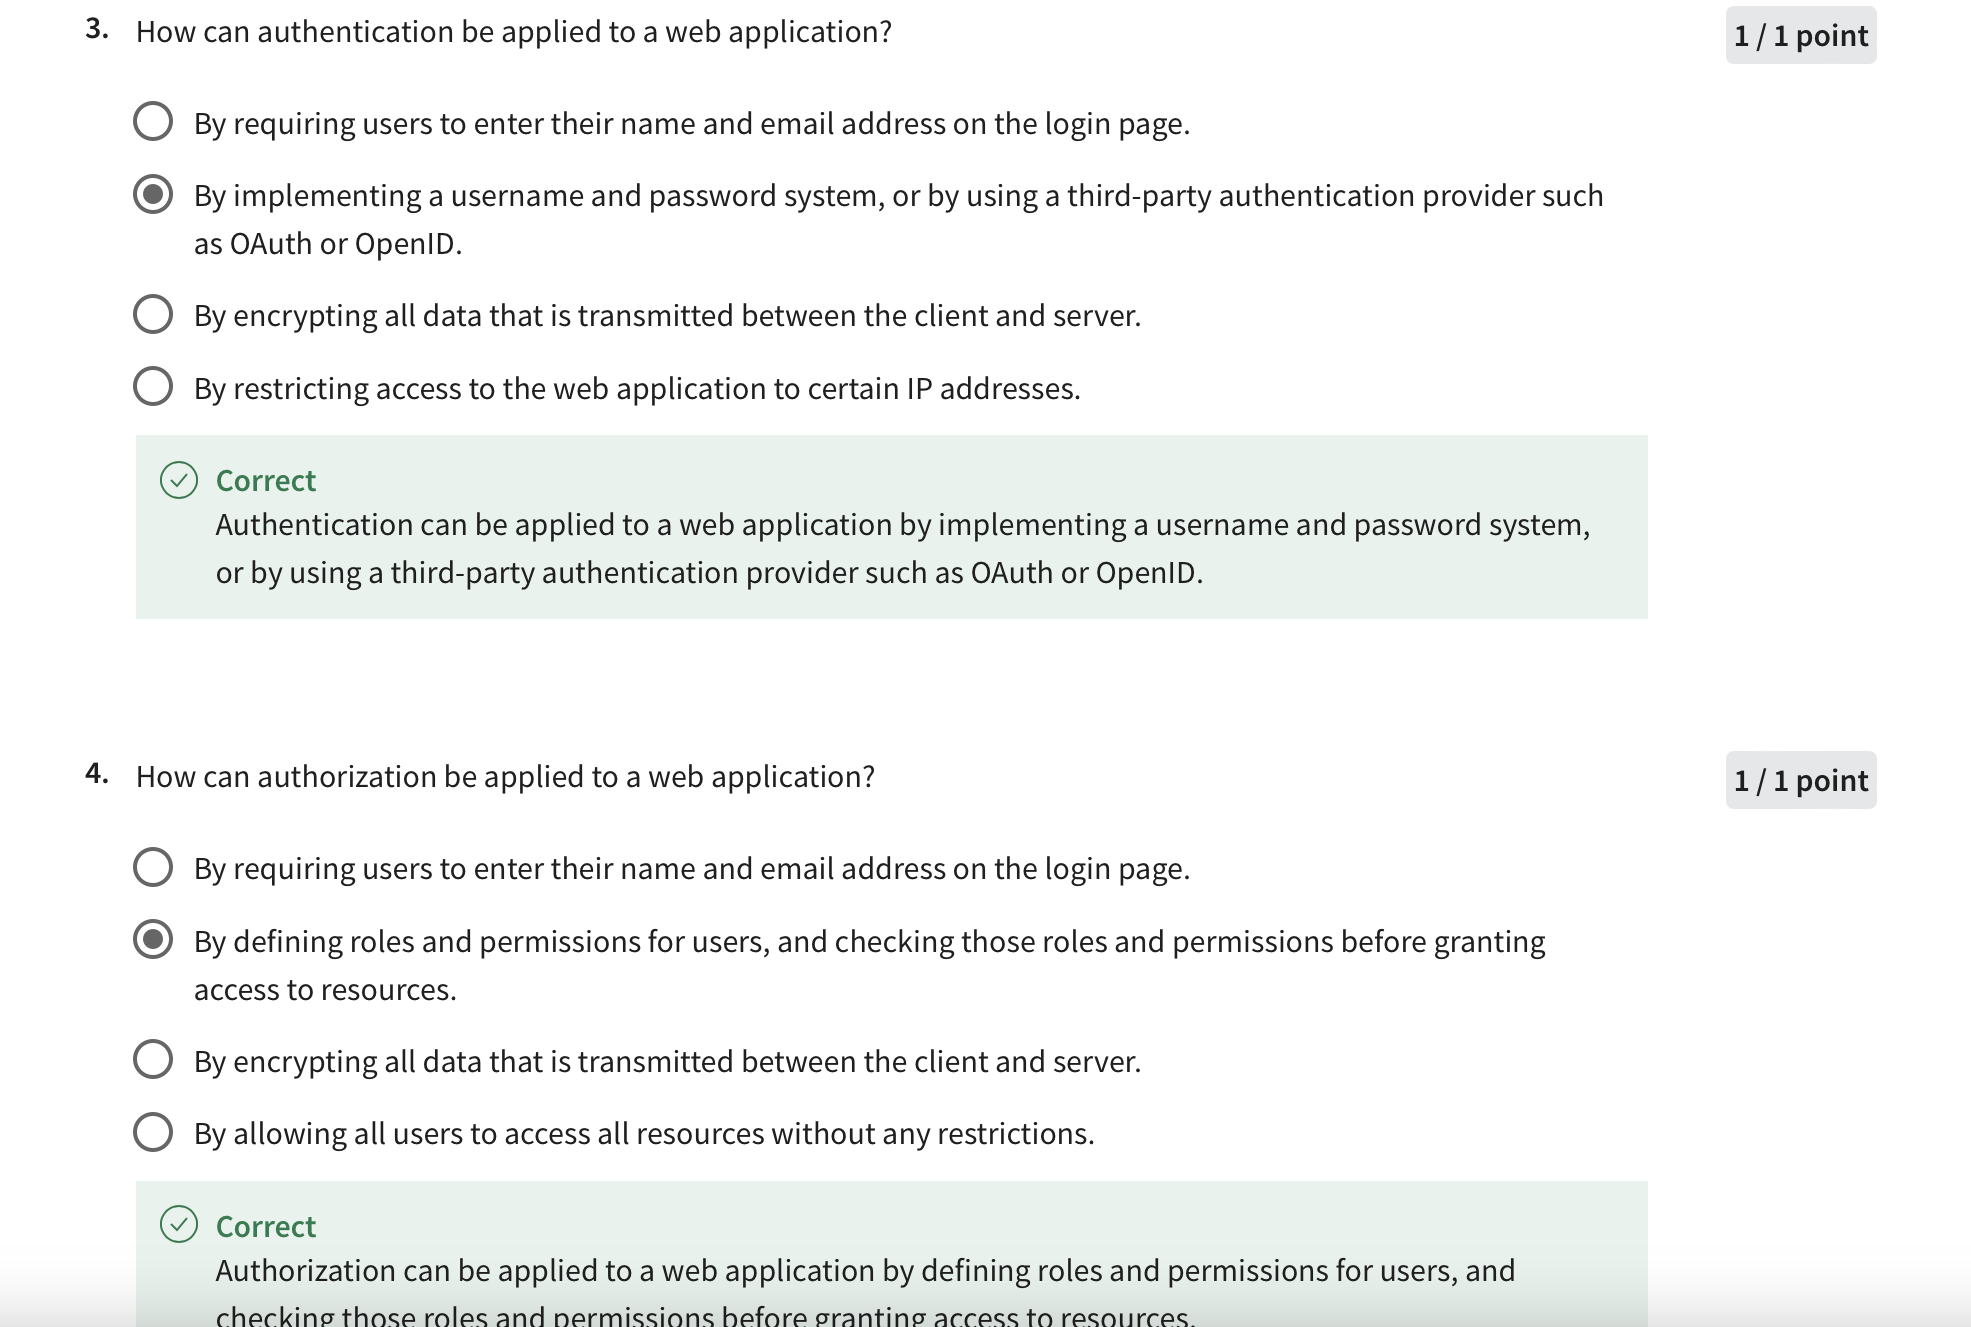 3. How can authentication be applied to a web application?
1 / 1 point
By requiring users to enter their name and email address on the login page.
By implementing a username and password system, or by using a third-party authentication provider such
as OAuth or OpenID.
By encrypting all data that is transmitted between the client and server.
By restricting access to the web application to certain IP addresses.
Correct
Authentication can be applied to a web application by implementing a username and password system,
or by using a third-party authentication provider such as OAuth or OpenID.
4. How can authorization be applied to a web application?
1 / 1 point
By requiring users to enter their name and email address on the login page.
By defining roles and permissions for users, and checking those roles and permissions before granting
access to resources.
By encrypting all data that is transmitted between the client and server.
By allowing all users to access all resources without any restrictions.
Correct
Authorization can be applied to a web application by defining roles and permissions for users, and
checking those roles and permissions before granting access to resources.